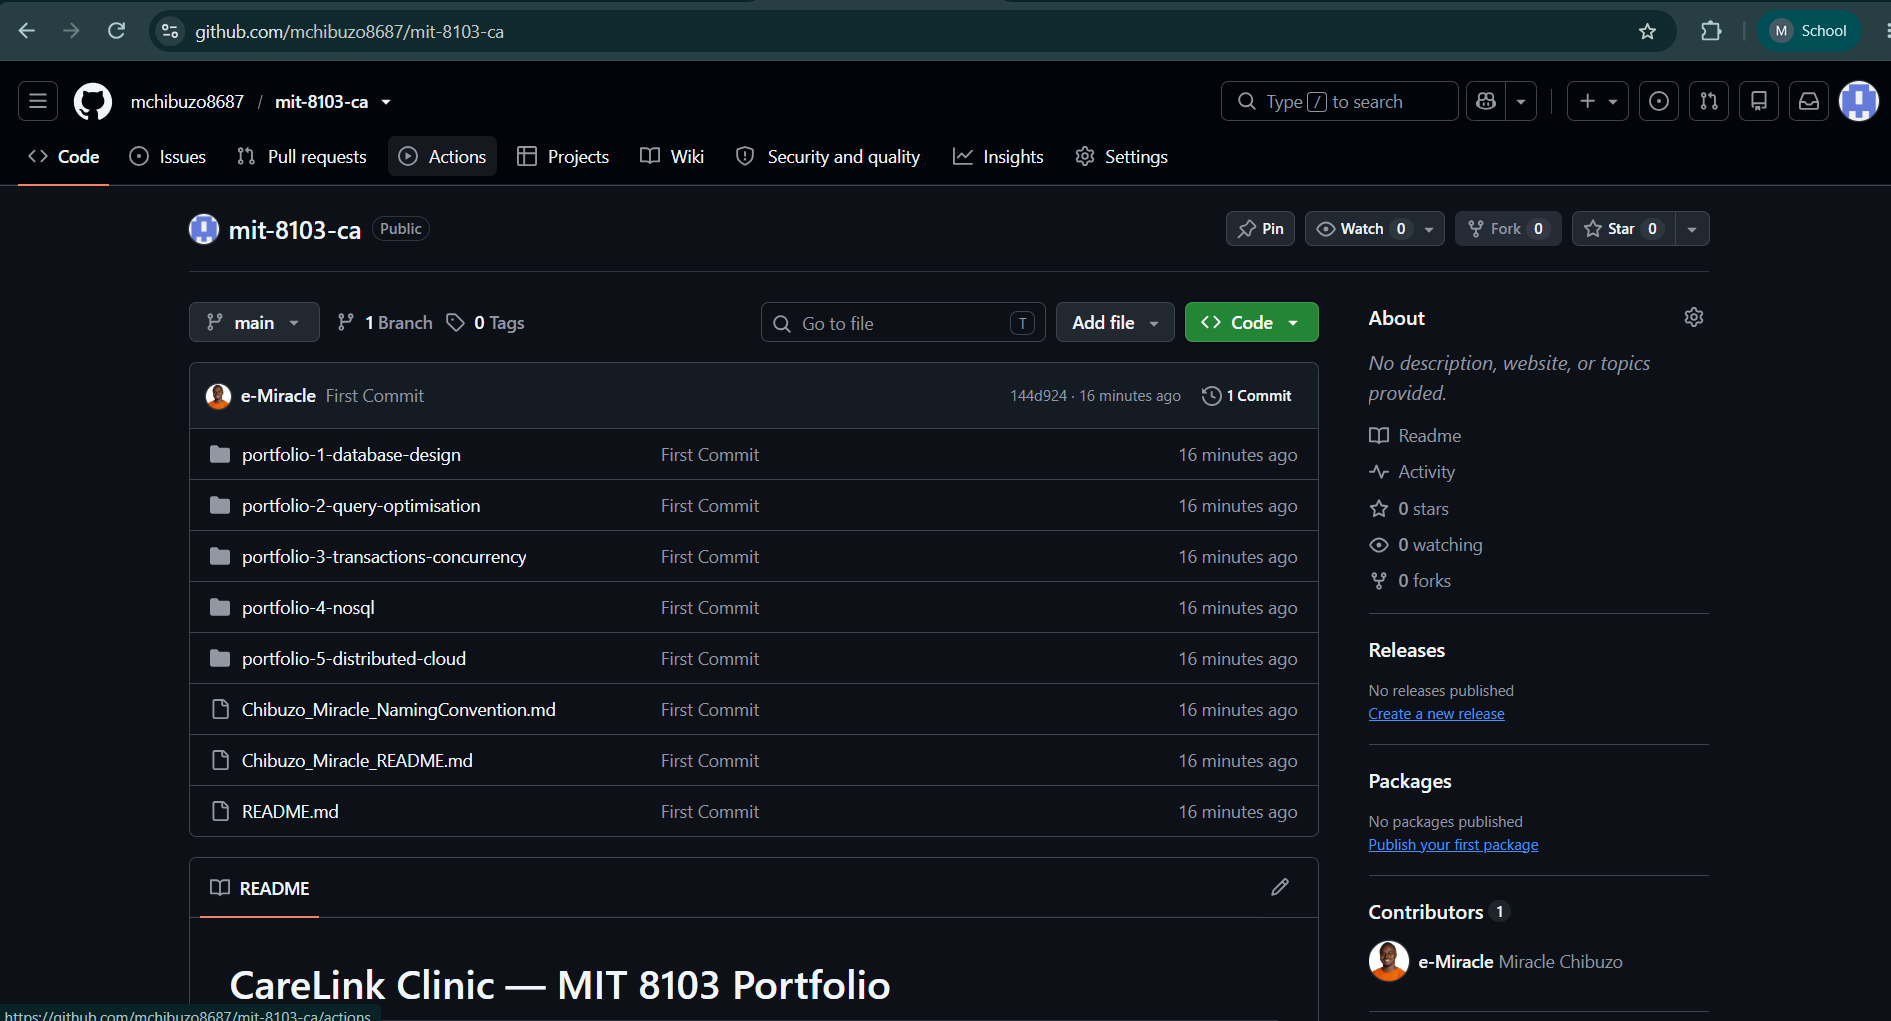 github.com/mchibuzo8687/mit-8103-ca
M School
mchibuzo8687 / mit-8103-ca
Type / to search
Code Issues Pull requests Actions Projects Wiki Security and quality Insights Settings
mit-8103-ca Public
Pin Watch 0 Fork 0 Star 0
main 1 Branch 0 Tags Go to file T Add file Code
e-Miracle First Commit 144d924 · 16 minutes ago 1 Commit
portfolio-1-database-design First Commit 16 minutes ago
portfolio-2-query-optimisation First Commit 16 minutes ago
portfolio-3-transactions-concurrency First Commit 16 minutes ago
portfolio-4-nosql First Commit 16 minutes ago
portfolio-5-distributed-cloud First Commit 16 minutes ago
Chibuzo_Miracle_NamingConvention.md First Commit 16 minutes ago
Chibuzo_Miracle_README.md First Commit 16 minutes ago
README.md First Commit 16 minutes ago
README
CareLink Clinic — MIT 8103 Portfolio
About
No description, website, or topics
provided.
Readme
Activity
0 stars
0 watching
0 forks
Releases
No releases published
Create a new release
Packages
No packages published
Publish your first package
Contributors 1
e-Miracle Miracle Chibuzo
https://github.com/mchibuzo8687/mit-8103-ca/actions